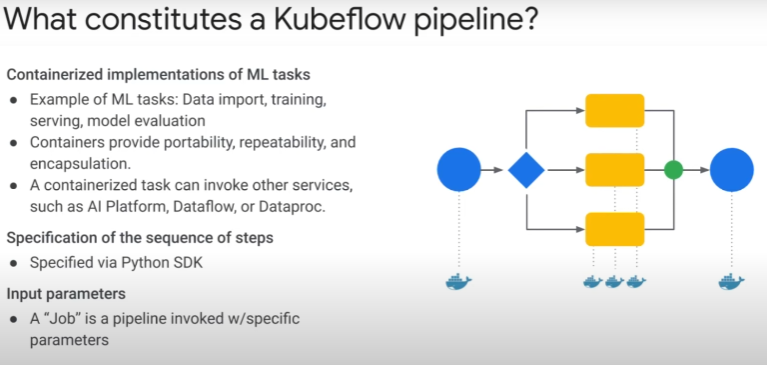 What constitutes a Kubeflow pipeline?
Containerized implementations of ML tasks
● Example of ML tasks: Data import, training,
serving, model evaluation
● Containers provide portability, repeatability, and
encapsulation.
● A containerized task can invoke other services,
such as AI Platform, Dataflow, or Dataproc.
Specification of the sequence of steps
● Specified via Python SDK
Input parameters
● A “Job” is a pipeline invoked w/specific
parameters